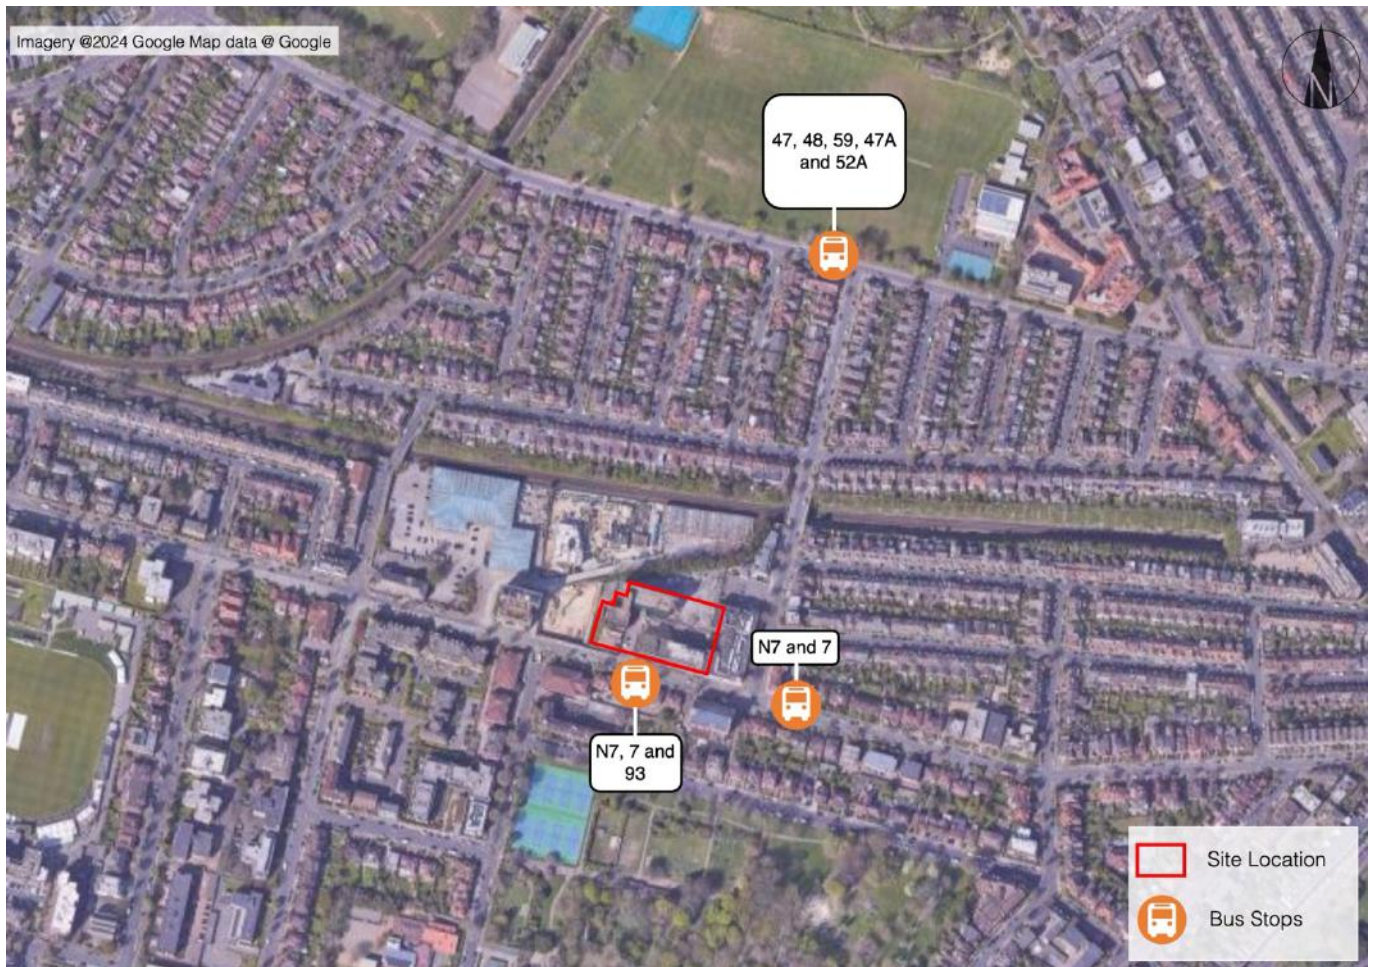 Imagery @2024 Google Map data @ Google
N
47, 48, 59, 47A
and 52A
N7 and 7
N7, 7 and
93
Site Location
Bus Stops